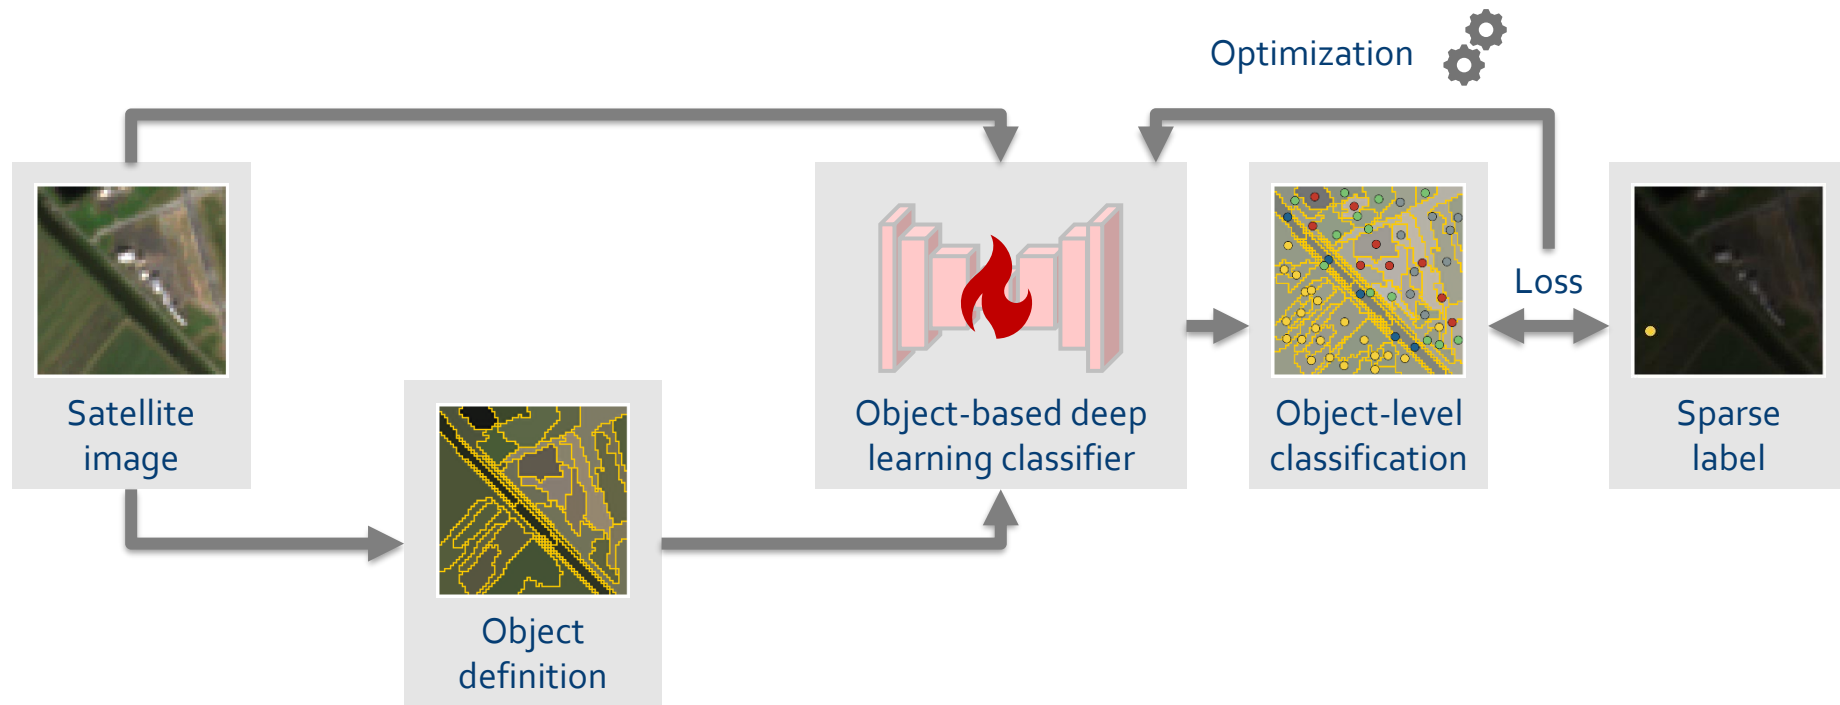 Optimization
Loss
Satellite
image
Object
definition
Object-based deep
learning classifier
Object-level
classification
Sparse
label